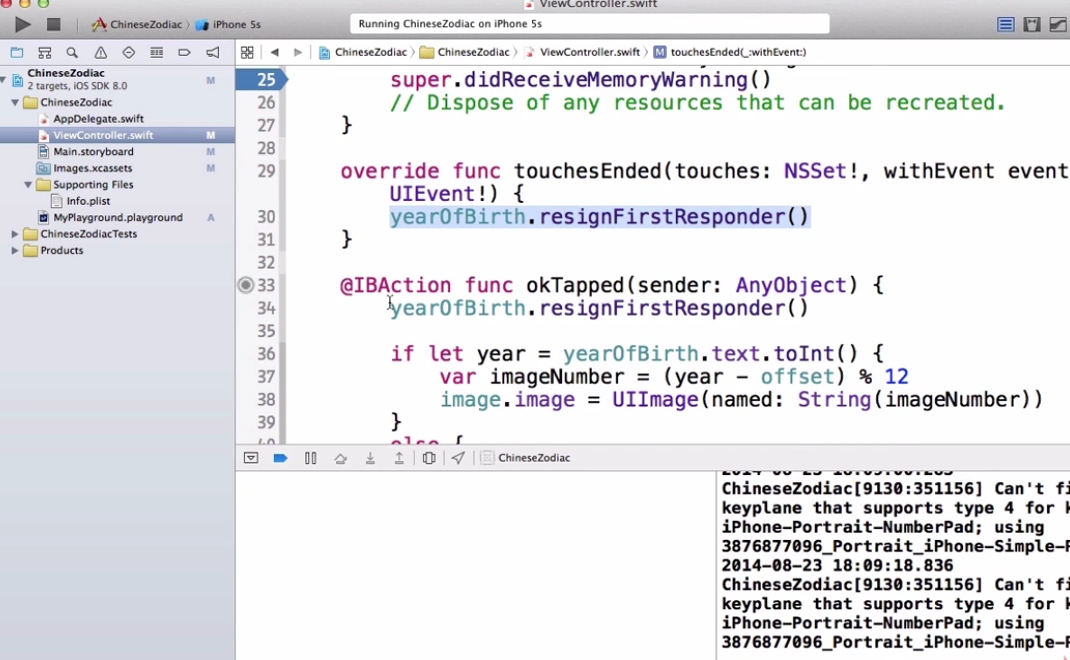 ViewController.swift
ChineseZodiac iPhone 5s
Running ChineseZodiac on iPhone 5s
ChineseZodiac ChineseZodiac ViewController.swift M touchesEnded(_:withEvent:)
ChineseZodiac M
2 targets, iOS SDK 8.0
ChineseZodiac
AppDelegate.swift
ViewController.swift M
Main.storyboard M
Images.xcassets M
Supporting Files
Info.plist
MyPlayground.playground A
ChineseZodiacTests
Products
25 super.didReceiveMemoryWarning()
26 // Dispose of any resources that can be recreated.
27 }
28
29 override func touchesEnded(touches: NSSet!, withEvent event
UIEvent!) {
30 yearOfBirth.resignFirstResponder()
31 }
32
33 @IBAction func okTapped(sender: AnyObject) {
34 yearOfBirth.resignFirstResponder()
35
36 if let year = yearOfBirth.text.toInt() {
37 var imageNumber = (year - offset) % 12
38 image.image = UIImage(named: String(imageNumber))
39 }
40 else {
ChineseZodiac
2014-08-23 18:09:00.283
ChineseZodiac[9130:351156] Can't fi
keyplane that supports type 4 for k
iPhone-Portrait-NumberPad; using
3876877096_Portrait_iPhone-Simple-P
2014-08-23 18:09:18.836
ChineseZodiac[9130:351156] Can't fi
keyplane that supports type 4 for k
iPhone-Portrait-NumberPad; using
3876877096_Portrait_iPhone-Simple-P